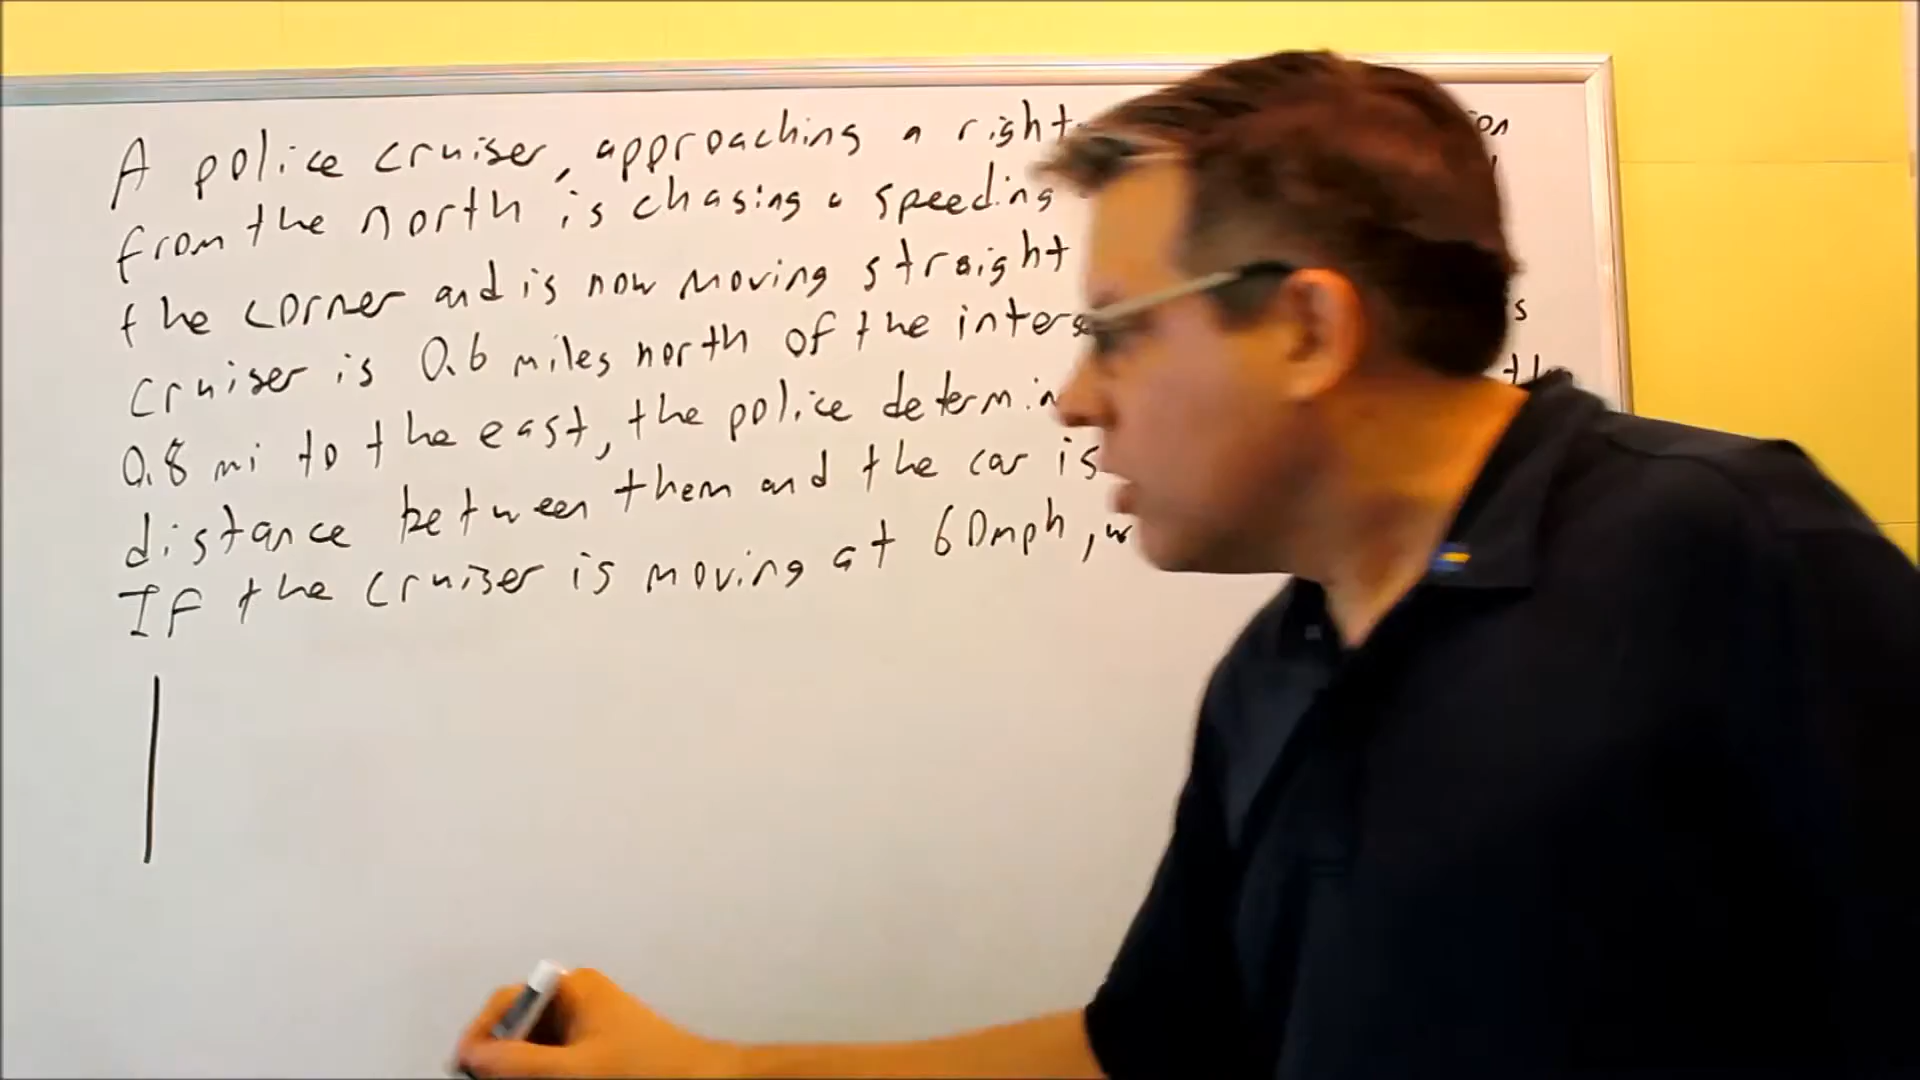 A police cruiser, approaching a right
from the north is chasing a speeding
the corner and is now moving straight
cruiser is 0.6 miles north of the
0.8 mi to the east, the police
distance between them and the car is
If the cruiser is moving at 60mph,